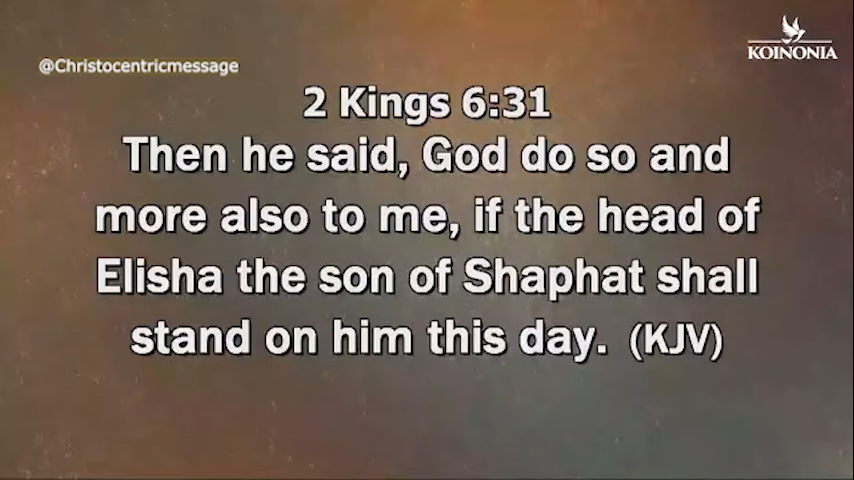 KOINONIA
@Christocentricmessage
2 Kings 6:31
Then he said, God do so and
more also to me, if the head of
Elisha the son of Shaphat shall
stand on him this day. (KJV)